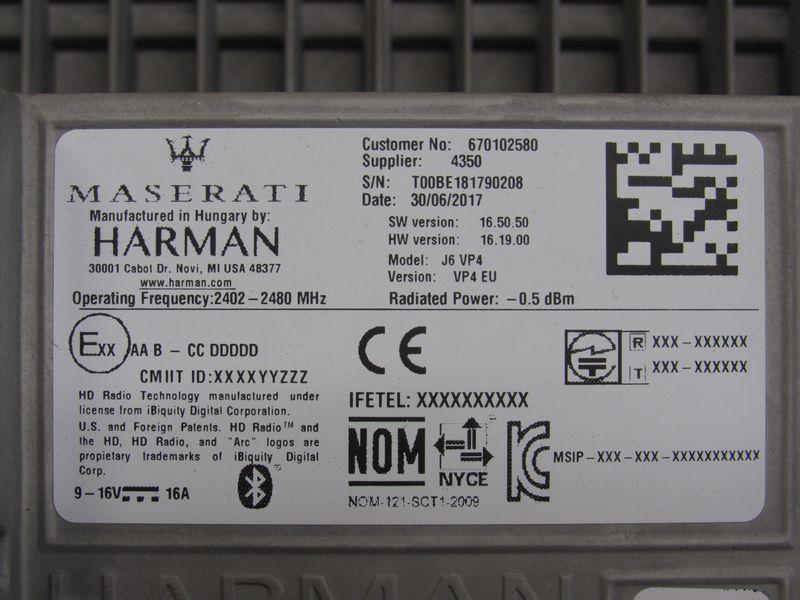 MASERATI
Manufactured in Hungary by:
HARMAN
30001 Cabot Dr. Novi, MI USA 48377
www.harman.com
Operating Frequency:2402-2480 MHz
Customer No: 670102580
Supplier: 4350
S/N: T00BE181790208
Date: 30/06/2017
SW version: 16.50.50
HW version: 16.19.00
Model: J6 VP4
Version: VP4 EU
Radiated Power: -0.5 dBm
Exx AA B - CC DDDDD
CMIIT ID:XXXXYYZZZ
HD Radio Technology manufactured under
license from iBiquity Digital Corporation.
U.S. and Foreign Patents. HD Radio™ and
the HD, HD Radio, and "Arc" logos are
propietary trademarks of iBiquity Digital
Corp.
9-16V 16A
CE
R XXX-XXXXXX
T XXX-XXXXXX
IFETEL: XXXXXXXXXX
NOM
NYCE
NOM-121-SCT1-2009
MSIP-XXX-XXX-XXXXXXXXXXX
HARMAN